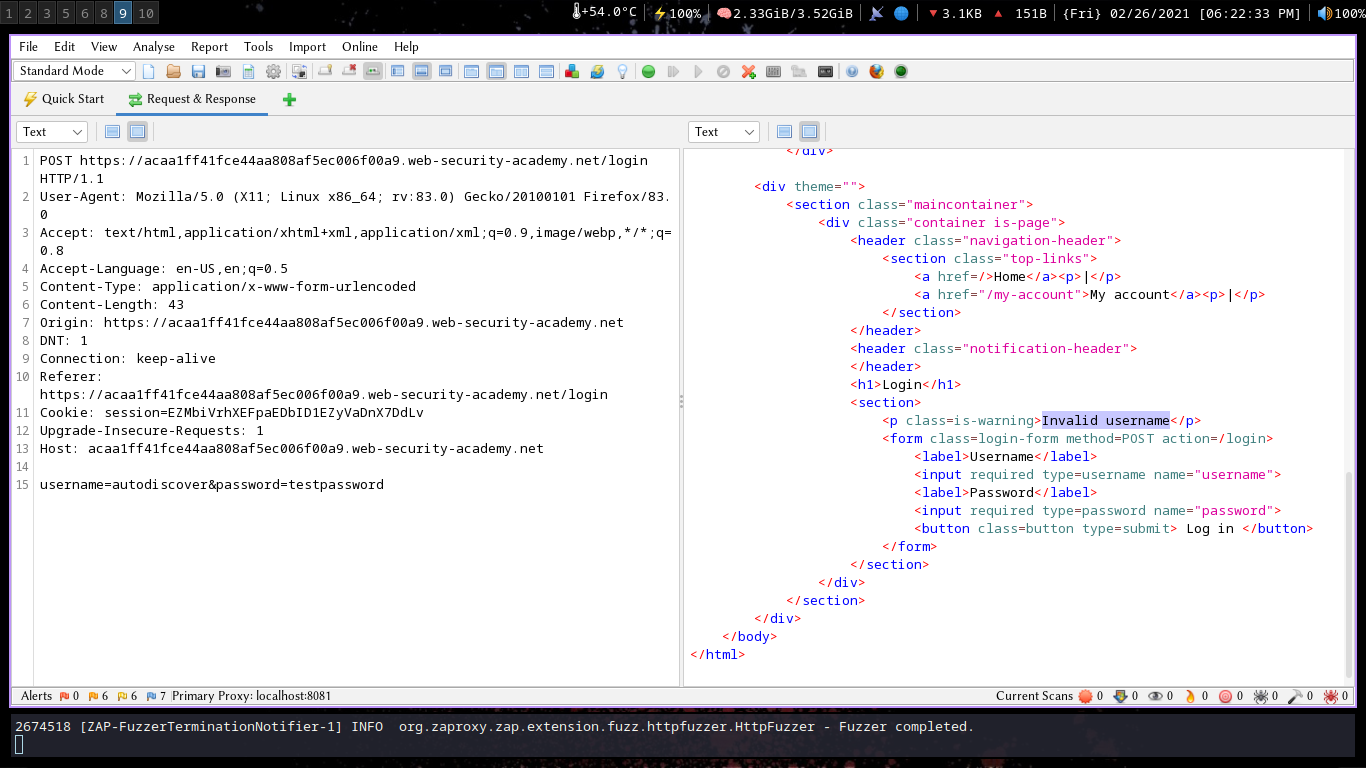 1 2 3 5 6 8 9 10 +54.0°C 100% 2.33GiB/3.52GiB 3.1KB 151B {Fri} 02/26/2021 [06:22:33 PM] 100%
File Edit View Analyse Report Tools Import Online Help
Standard Mode
Quick Start Request & Response
Text
1 POST https://acaa1ff41fce44aa808af5ec006f00a9.web-security-academy.net/login
HTTP/1.1
2 User-Agent: Mozilla/5.0 (X11; Linux x86_64; rv:83.0) Gecko/20100101 Firefox/83.
0
3 Accept: text/html,application/xhtml+xml,application/xml;q=0.9,image/webp,*/*;q=
0.8
4 Accept-Language: en-US,en;q=0.5
5 Content-Type: application/x-www-form-urlencoded
6 Content-Length: 43
7 Origin: https://acaa1ff41fce44aa808af5ec006f00a9.web-security-academy.net
8 DNT: 1
9 Connection: keep-alive
10 Referer:
https://acaa1ff41fce44aa808af5ec006f00a9.web-security-academy.net/login
11 Cookie: session=EZMbiVrhXEFpaEDbID1EZyVaDnX7DdLv
12 Upgrade-Insecure-Requests: 1
13 Host: acaa1ff41fce44aa808af5ec006f00a9.web-security-academy.net
14
15 username=autodiscover&password=testpassword
Text
</div>
<div theme="">
<section class="maincontainer">
<div class="container is-page">
<header class="navigation-header">
<section class="top-links">
<a href=/>Home</a><p>|</p>
<a href="/my-account">My account</a><p>|</p>
</section>
</header>
<header class="notification-header">
</header>
<h1>Login</h1>
<section>
<p class=is-warning>Invalid username</p>
<form class=login-form method=POST action=/login>
<label>Username</label>
<input required type=username name="username">
<label>Password</label>
<input required type=password name="password">
<button class=button type=submit> Log in </button>
</form>
</section>
</div>
</section>
</div>
</body>
</html>
Alerts 0 6 6 7 Primary Proxy: localhost:8081 Current Scans 0 0 0 0 0 0 0 0
2674518 [ZAP-FuzzerTerminationNotifier-1] INFO org.zaproxy.zap.extension.fuzz.httpfuzzer.HttpFuzzer - Fuzzer completed.